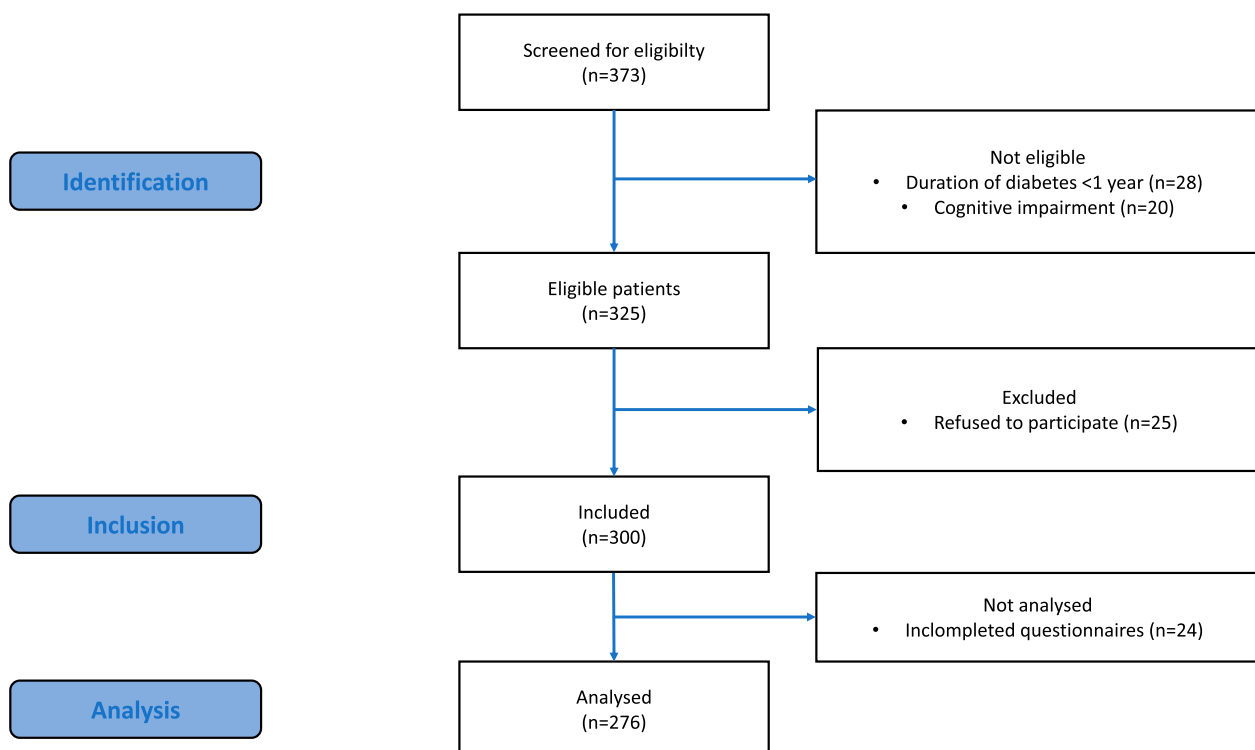 Screened for eligibilty
(n=373)
Identification
Not eligible
• Duration of diabetes <1 year (n=28)
• Cognitive impairment (n=20)
Eligible patients
(n=325)
Excluded
• Refused to participate (n=25)
Inclusion
Included
(n=300)
Not analysed
• Inclompleted questionnaires (n=24)
Analysis
Analysed
(n=276)